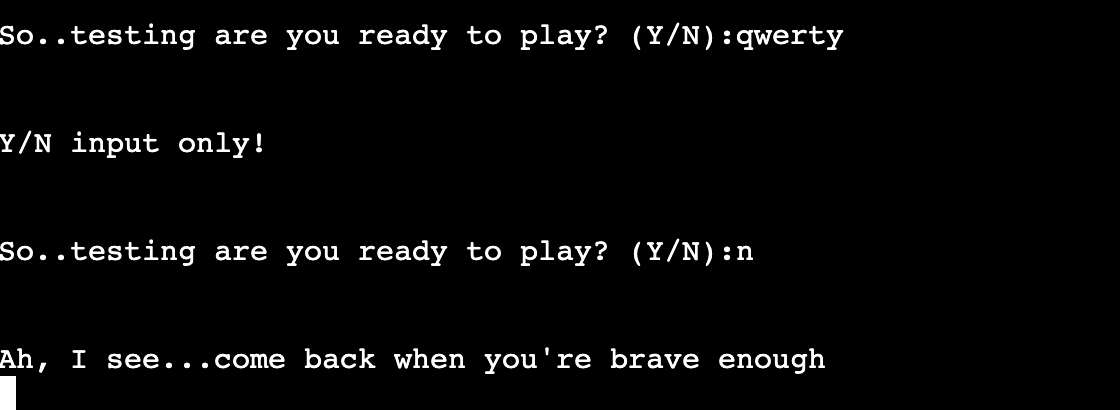 So..testing are you ready to play? (Y/N):qwerty
Y/N input only!
So..testing are you ready to play? (Y/N):n
Ah, I see...come back when you're brave enough